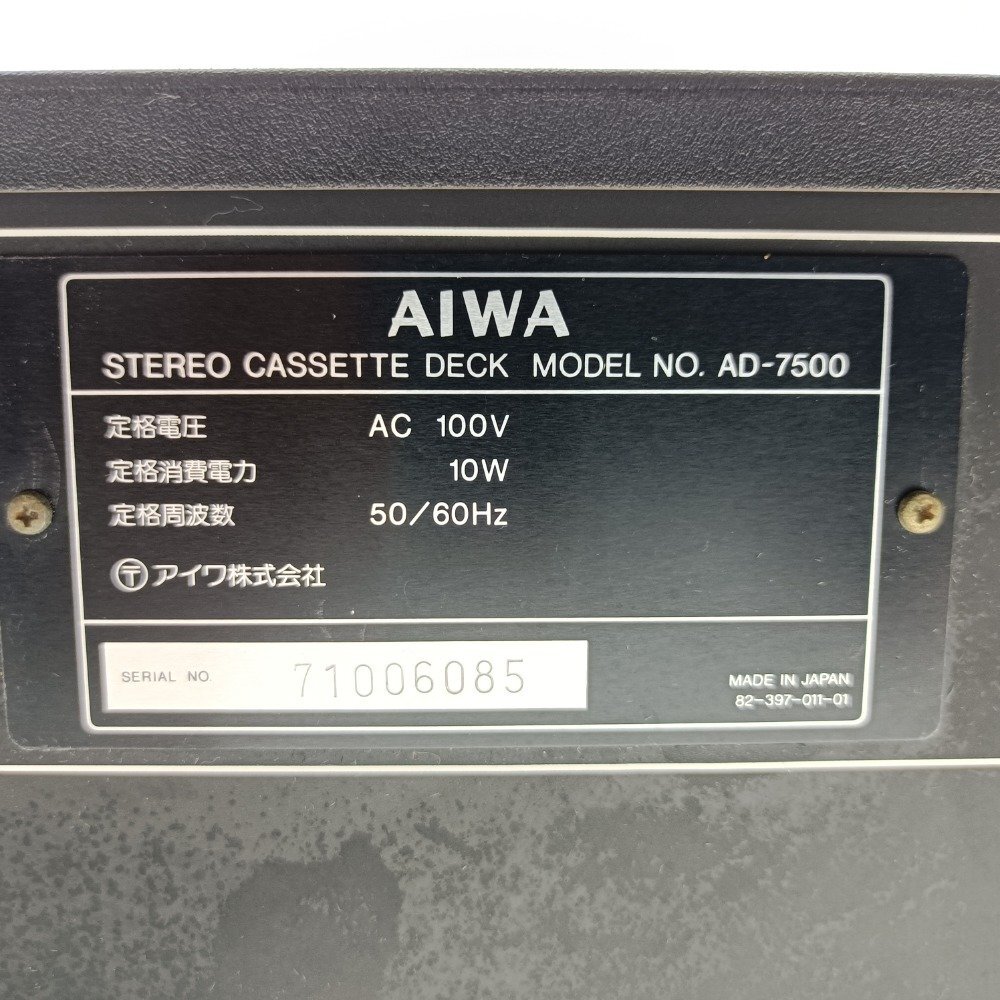 AIWA
STEREO CASSETTE DECK MODEL NO. AD-7500
定格電圧 AC 100V
定格消費電力 10W
定格周波数 50/60Hz
〒 アイワ株式会社
SERIAL NO. 71006085
MADE IN JAPAN
82-397-011-01